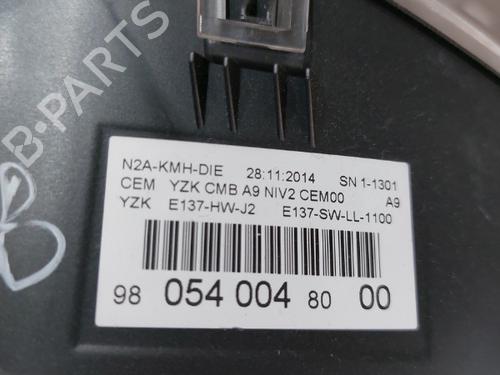 B-PARTS
N2A-KMH-DIE 28:11:2014 SN 1-1301
CEM YZK CMB A9 NIV2 CEM00 A9
YZK E137-HW-J2 E137-SW-LL-1100
98 054 004 80 00